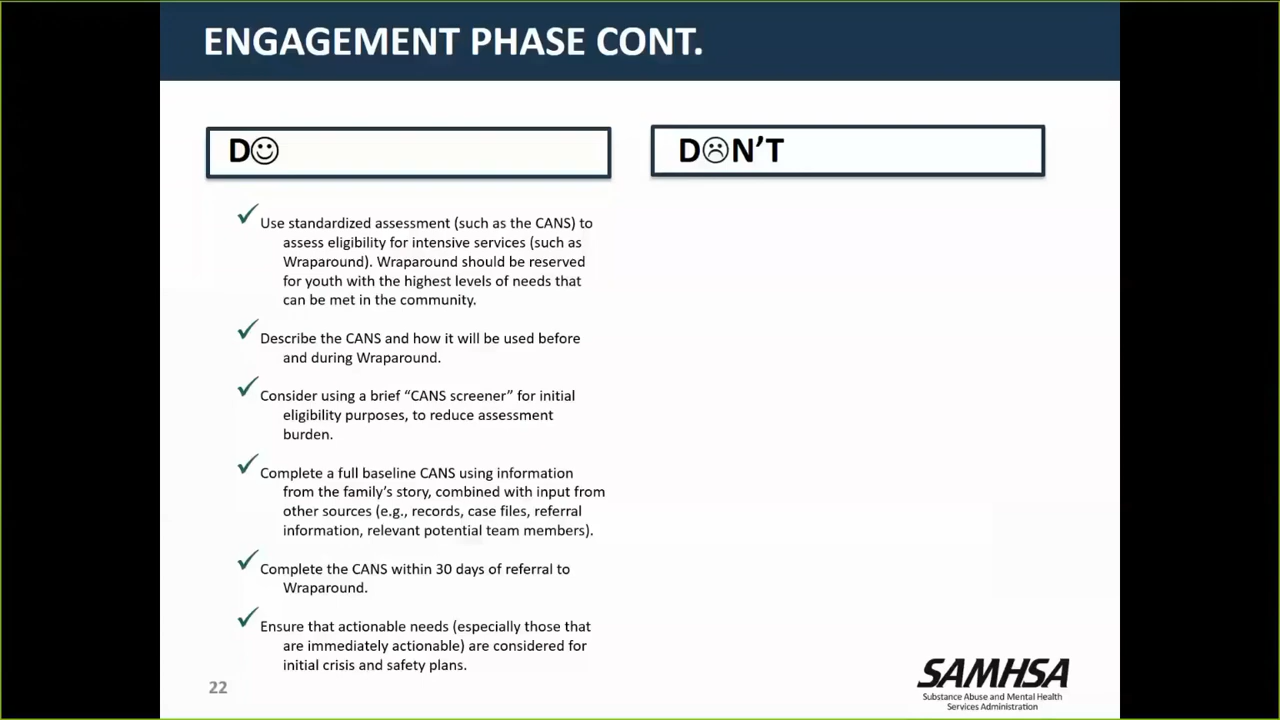 ENGAGEMENT PHASE CONT.
D☺
D☹N’T
✓Use standardized assessment (such as the CANS) to
assess eligibility for intensive services (such as
Wraparound). Wraparound should be reserved
for youth with the highest levels of needs that
can be met in the community.
✓Describe the CANS and how it will be used before
and during Wraparound.
✓Consider using a brief “CANS screener” for initial
eligibility purposes, to reduce assessment
burden.
✓Complete a full baseline CANS using information
from the family’s story, combined with input from
other sources (e.g., records, case files, referral
information, relevant potential team members).
✓Complete the CANS within 30 days of referral to
Wraparound.
✓Ensure that actionable needs (especially those that
are immediately actionable) are considered for
initial crisis and safety plans.
22
SAMHSA
Substance Abuse and Mental Health
Services Administration